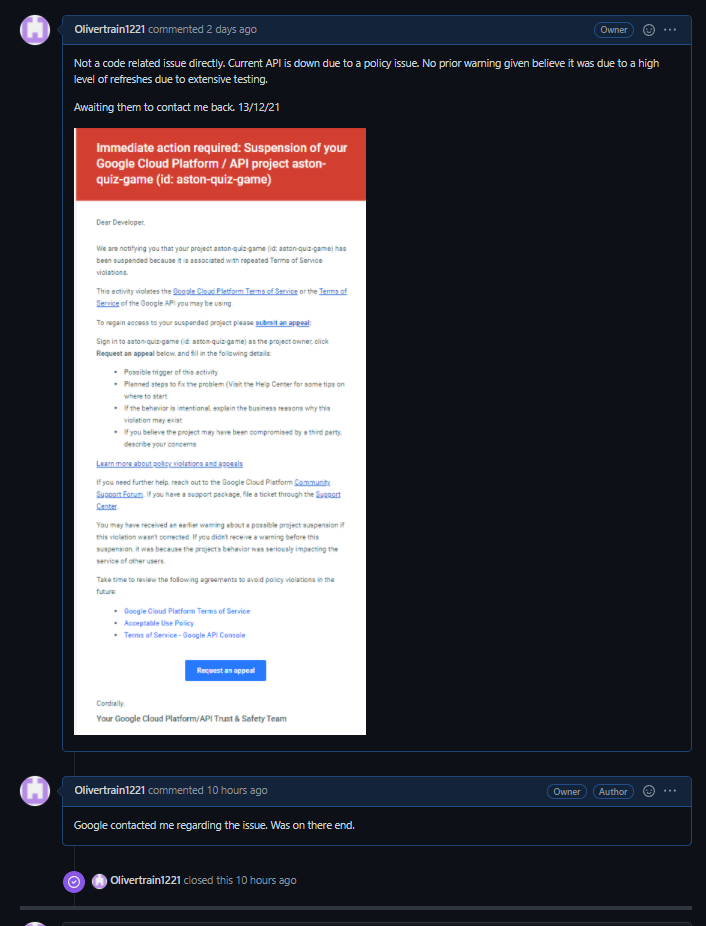 Olivertrain1221 commented 2 days ago
Owner
Not a code related issue directly. Current API is down due to a policy issue. No prior warning given believe it was due to a high
level of refreshes due to extensive testing.
Awaiting them to contact me back. 13/12/21
Immediate action required: Suspension of your
Google Cloud Platform / API project aston-
quiz-game (id: aston-quiz-game)
Dear Developer,
We are notifying you that your project aston-quiz-game (id: aston-quiz-game) has
been suspended because it is associated with repeated Terms of Service
violations.
This activity violates the Google Cloud Platform Terms of Service or the Terms of
Service of the Google API you may be using.
To regain access to your suspended project please submit an appeal:
Sign in to aston-quiz-game (id: aston-quiz-game) as the project owner, click
Request an appeal below, and fill in the following details:
• Possible trigger of this activity
• Planned steps to fix the problem (Visit the Help Center for some tips on
where to start
• If the behavior is intentional, explain the business reasons why this
violation may exist
• If you believe the project may have been compromised by a third party,
describe your concerns
Learn more about policy violations and appeals
If you need further help, reach out to the Google Cloud Platform Community
Support Forum. If you have a support package, file a ticket through the Support
Center.
You may have received an earlier warning about a possible project suspension if
this violation wasn't corrected. If you didn't receive a warning before this
suspension, it was because the project's behavior was seriously impacting the
service of other users.
Take time to review the following agreements to avoid policy violations in the
future:
• Google Cloud Platform Terms of Service
• Acceptable Use Policy
• Terms of Service - Google API Console
Request an appeal
Cordially,
Your Google Cloud Platform/API Trust & Safety Team
Olivertrain1221 commented 10 hours ago
Owner Author
Google contacted me regarding the issue. Was on there end.
Olivertrain1221 closed this 10 hours ago